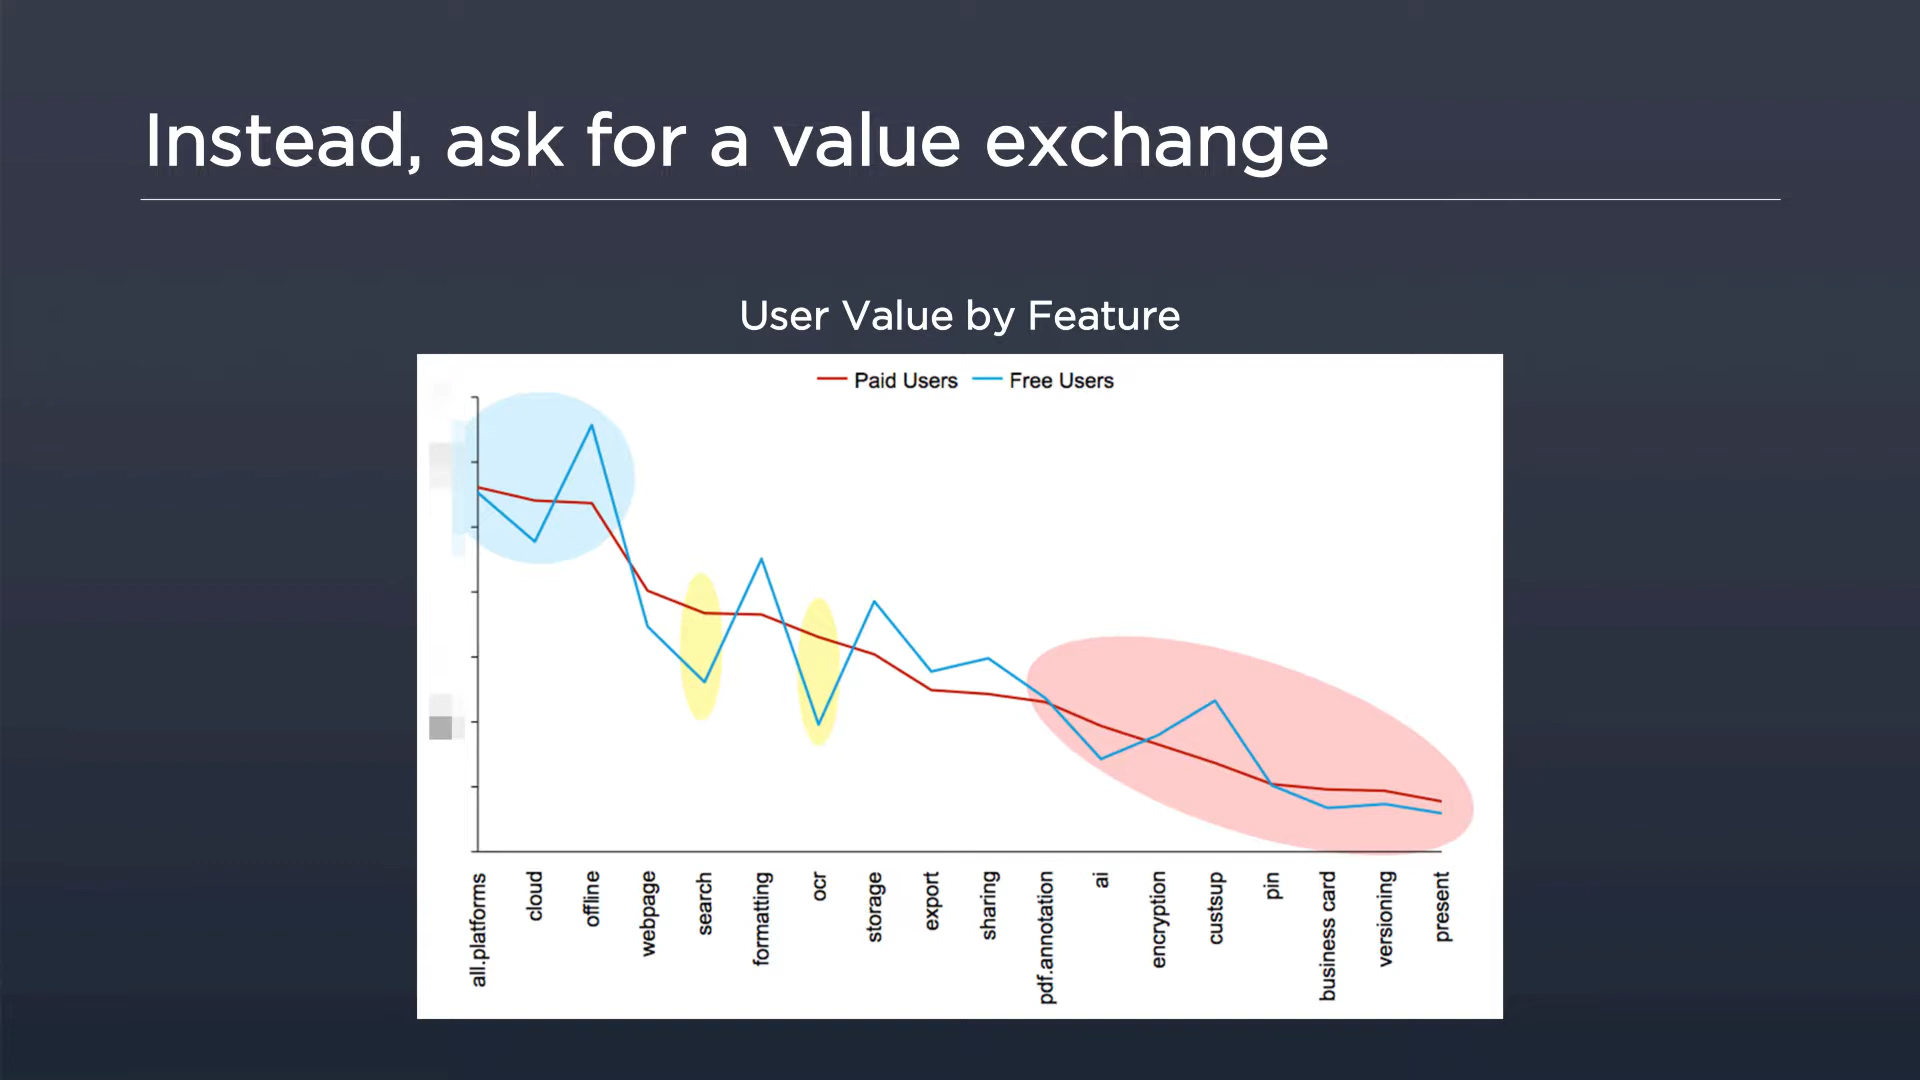 Instead, ask for a value exchange
User Value by Feature
Paid Users
Free Users
all.platforms
cloud
offline
webpage
search
formatting
ocr
storage
export
sharing
pdf.annotation
ai
encryption
custsup
pin
business card
versioning
present